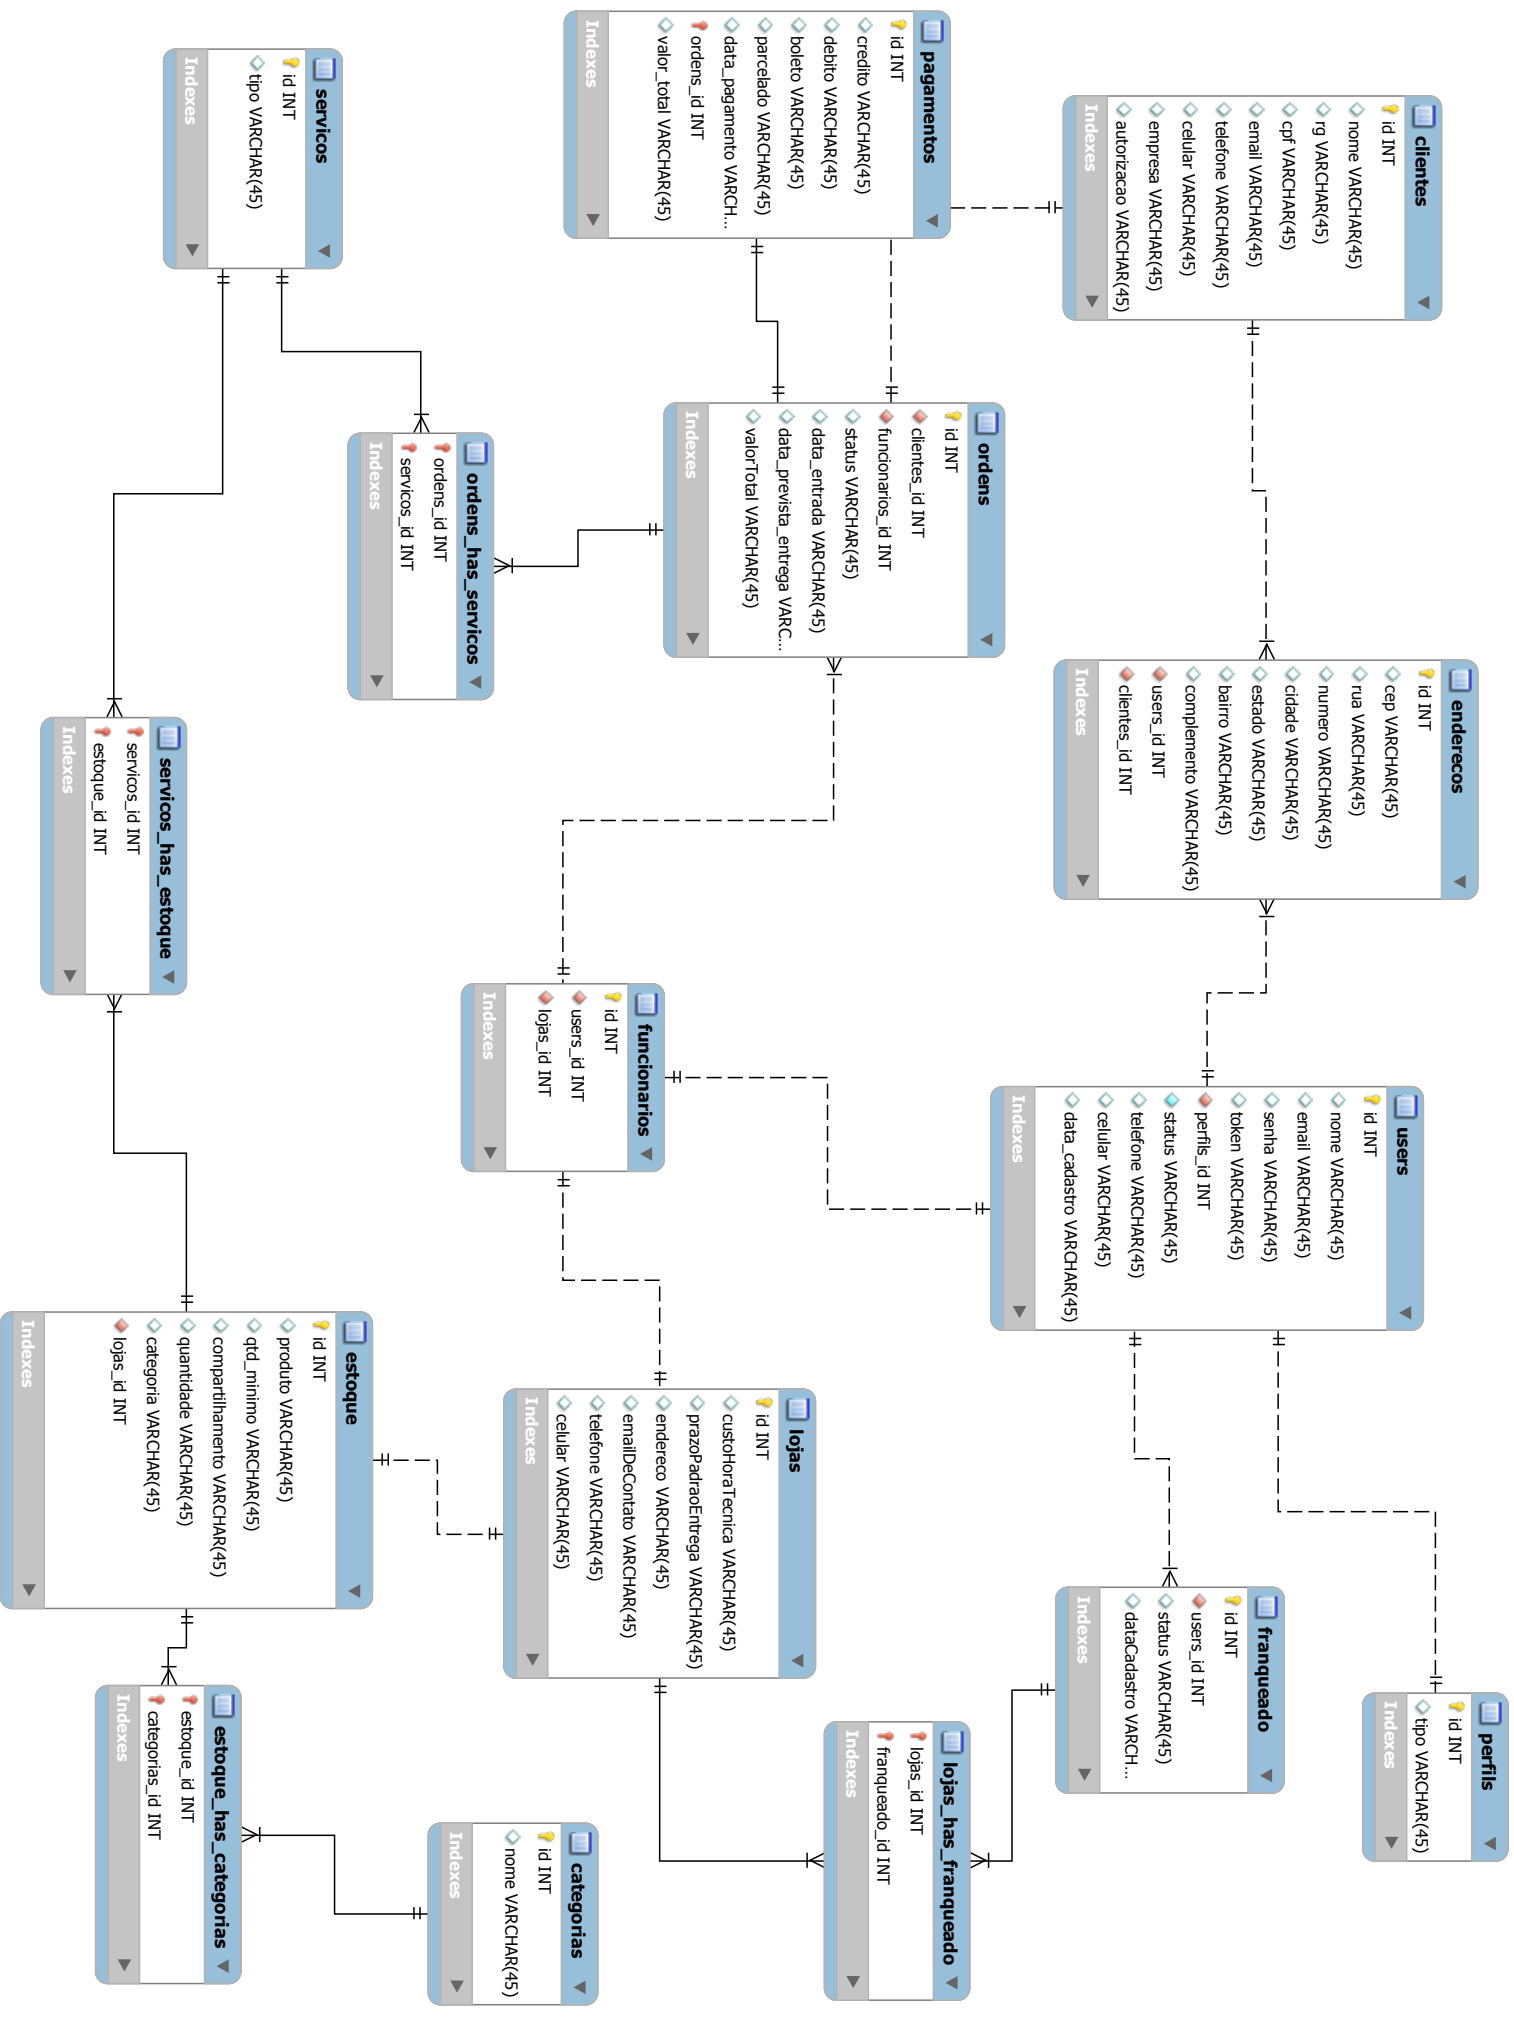 clientes
id INT
nome VARCHAR(45)
rg VARCHAR(45)
cpf VARCHAR(45)
email VARCHAR(45)
telefone VARCHAR(45)
celular VARCHAR(45)
empresa VARCHAR(45)
autorizacao VARCHAR(45)
Indexes
enderecos
id INT
cep VARCHAR(45)
rua VARCHAR(45)
numero VARCHAR(45)
cidade VARCHAR(45)
estado VARCHAR(45)
bairro VARCHAR(45)
complemento VARCHAR(45)
users_id INT
clientes_id INT
Indexes
users
id INT
nome VARCHAR(45)
email VARCHAR(45)
senha VARCHAR(45)
token VARCHAR(45)
perfils_id INT
status VARCHAR(45)
telefone VARCHAR(45)
celular VARCHAR(45)
data_cadastro VARCHAR(45)
Indexes
perfils
id INT
tipo VARCHAR(45)
Indexes
franqueado
id INT
users_id INT
status VARCHAR(45)
dataCadastro VARCH...
Indexes
pagamentos
id INT
credito VARCHAR(45)
debito VARCHAR(45)
boleto VARCHAR(45)
parcelado VARCHAR(45)
data_pagamento VARCH...
ordens_id INT
valor_total VARCHAR(45)
Indexes
ordens
id INT
clientes_id INT
funcionarios_id INT
status VARCHAR(45)
data_entrada VARCHAR(45)
data_prevista_entrega VARC...
valorTotal VARCHAR(45)
Indexes
lojas_has_franqueado
lojas_id INT
franqueado_id INT
Indexes
funcionarios
id INT
users_id INT
lojas_id INT
Indexes
lojas
id INT
custoHoraTecnica VARCHAR(45)
prazoPadraoEntrega VARCHAR(45)
endereco VARCHAR(45)
emailDeContato VARCHAR(45)
telefone VARCHAR(45)
celular VARCHAR(45)
Indexes
categorias
id INT
nome VARCHAR(45)
Indexes
ordens_has_servicos
ordens_id INT
servicos_id INT
Indexes
servicos
id INT
tipo VARCHAR(45)
Indexes
servicos_has_estoque
servicos_id INT
estoque_id INT
Indexes
estoque
id INT
produto VARCHAR(45)
qtd_minimo VARCHAR(45)
compartilhamento VARCHAR(45)
quantidade VARCHAR(45)
categoria VARCHAR(45)
lojas_id INT
Indexes
estoque_has_categorias
estoque_id INT
categorias_id INT
Indexes